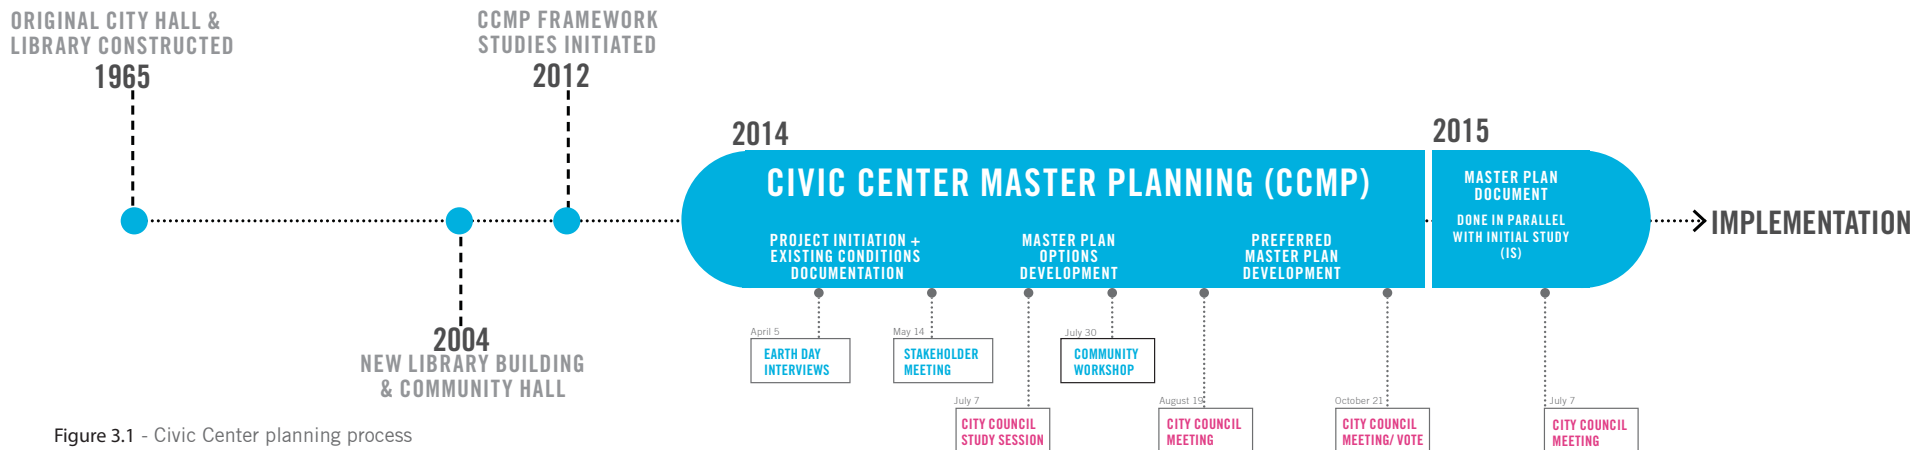 ORIGINAL CITY HALL &
LIBRARY CONSTRUCTED
1965
CCMP FRAMEWORK
STUDIES INITIATED
2012
2004
NEW LIBRARY BUILDING
& COMMUNITY HALL
2014
CIVIC CENTER MASTER PLANNING (CCMP)
PROJECT INITIATION +
EXISTING CONDITIONS
DOCUMENTATION
MASTER PLAN
OPTIONS
DEVELOPMENT
PREFERRED
MASTER PLAN
DEVELOPMENT
2015
MASTER PLAN
DOCUMENT
DONE IN PARALLEL
WITH INITIAL STUDY
(IS)
IMPLEMENTATION
April 5
EARTH DAY
INTERVIEWS
May 14
STAKEHOLDER
MEETING
July 7
CITY COUNCIL
STUDY SESSION
July 30
COMMUNITY
WORKSHOP
August 19
CITY COUNCIL
MEETING
October 21
CITY COUNCIL
MEETING/ VOTE
July 7
CITY COUNCIL
MEETING
Figure 3.1 - Civic Center planning process